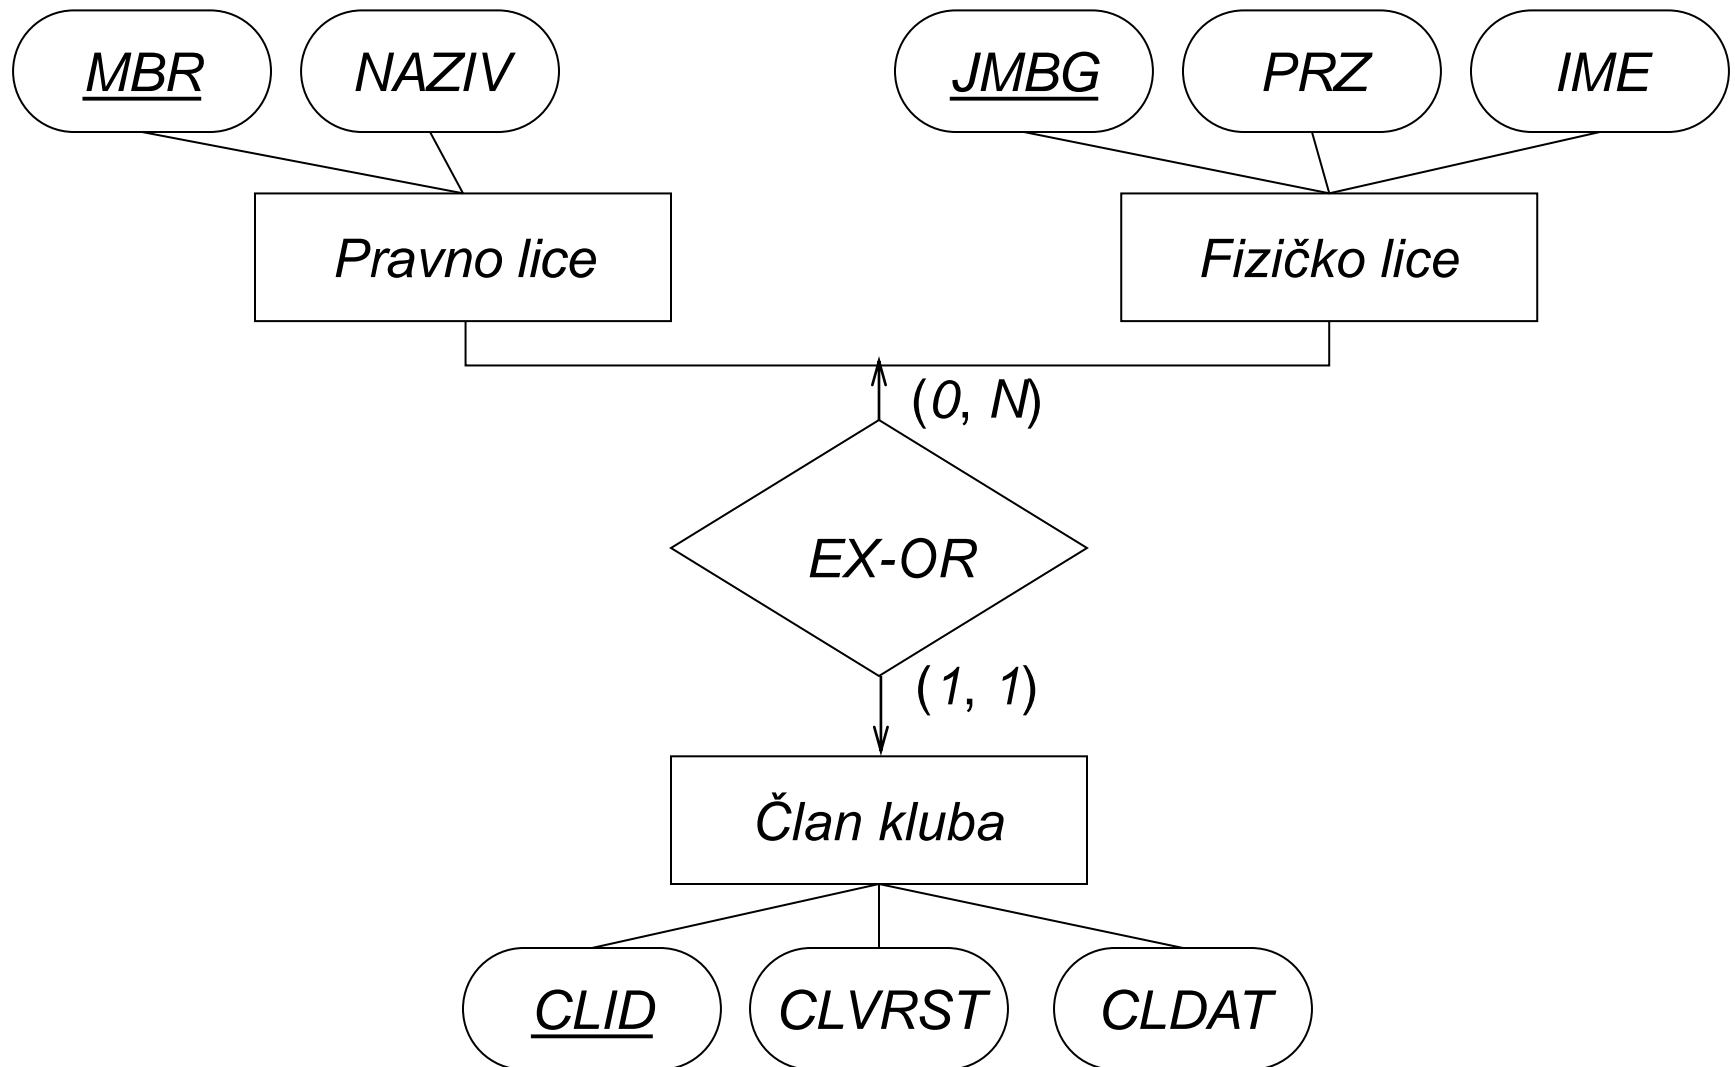 MBR NAZIV JMBG PRZ IME
Pravno lice Fizičko lice
(0, N)
EX-OR
(1, 1)
Član kluba
CLID CLVRST CLDAT